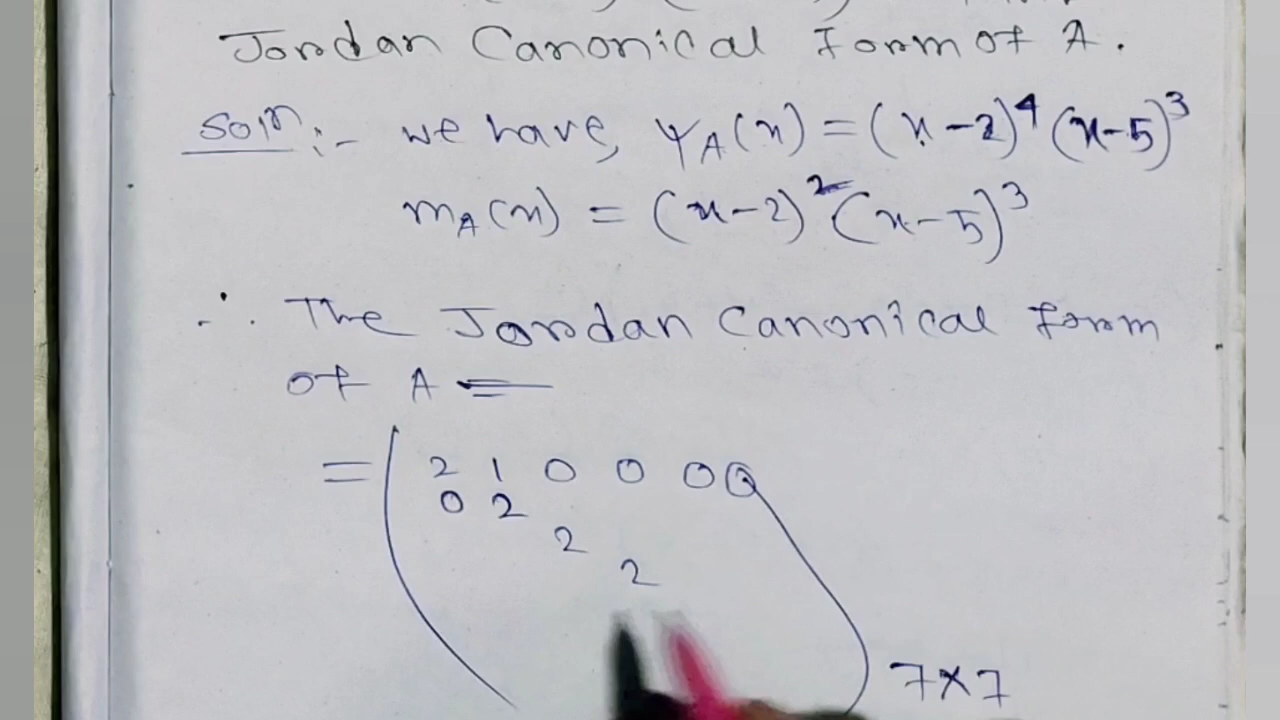 Jordan Canonical Form of A.
Soln :- we have, ψA(x) = (x-2)^4 (x-5)^3
mA(x) = (x-2)^2 (x-5)^3
∴ The Jordan Canonical form
of A =
= ( 2 1 0 0 0 0
0 2
2
2
) 7×7